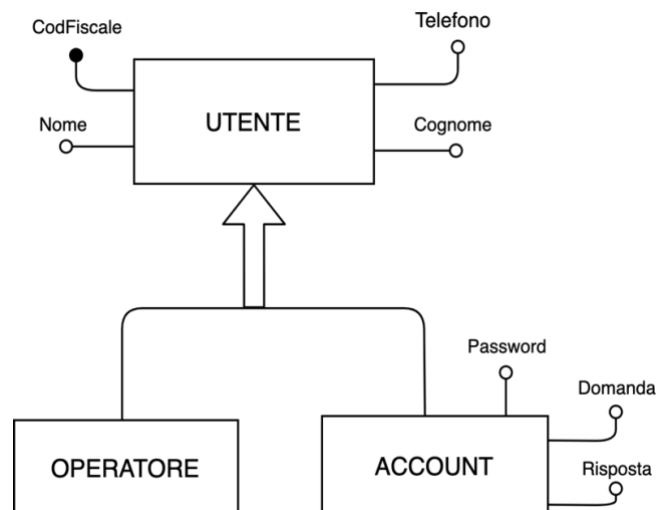 CodFiscale
Telefono
UTENTE
Nome
Cognome
Password
Domanda
OPERATORE
ACCOUNT
Risposta